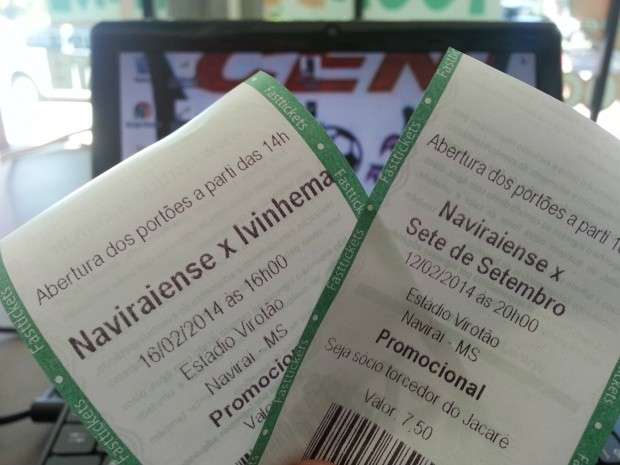 Fasttickets
Abertura dos portões a parti das 14h
Naviraiense x Ivinhema
16/02/2014 às 16h00
Estádio Virotão
Naviraí - MS
Promocio
Valo
Fasttickets
Abertura dos portões a parti
Naviraiense x
Sete de Setembro
12/02/2014 às 20h00
Estádio Virotão
Naviraí - MS
Promocional
Seja socio torcedor do Jacaré
Valor: 7,50